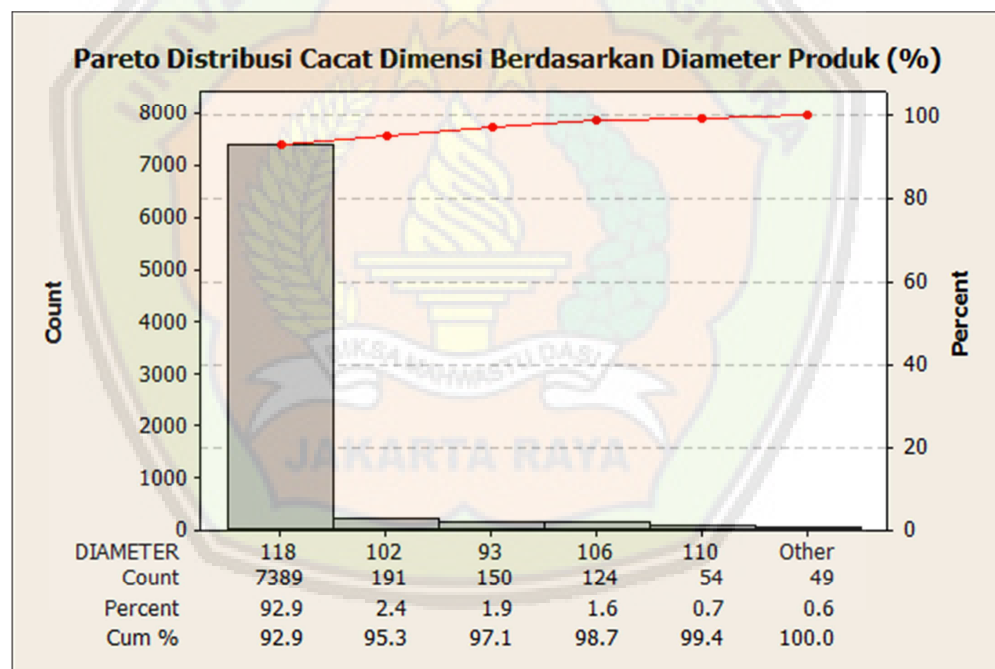 Pareto Distribusi Cacat Dimensi Berdasarkan Diameter Produk (%)
8000
7000
6000
5000
4000
3000
2000
1000
0
Count
100
80
60
40
20
0
Percent
DIAMETER 118 102 93 106 110 Other
Count 7389 191 150 124 54 49
Percent 92.9 2.4 1.9 1.6 0.7 0.6
Cum % 92.9 95.3 97.1 98.7 99.4 100.0
JAKARTA RAYA